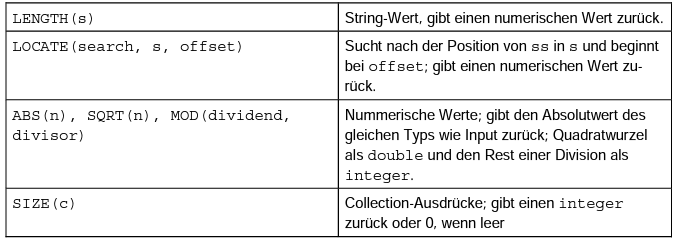 LENGTH(s)
String-Wert, gibt einen numerischen Wert zurück.
LOCATE(search, s, offset)
Sucht nach der Position von ss in s und beginnt
bei offset; gibt einen numerischen Wert zu-
rück.
ABS(n), SQRT(n), MOD(dividend,
divisor)
Nummerische Werte; gibt den Absolutwert des
gleichen Typs wie Input zurück; Quadratwurzel
als double und den Rest einer Division als
integer.
SIZE(c)
Collection-Ausdrücke; gibt einen integer
zurück oder 0, wenn leer